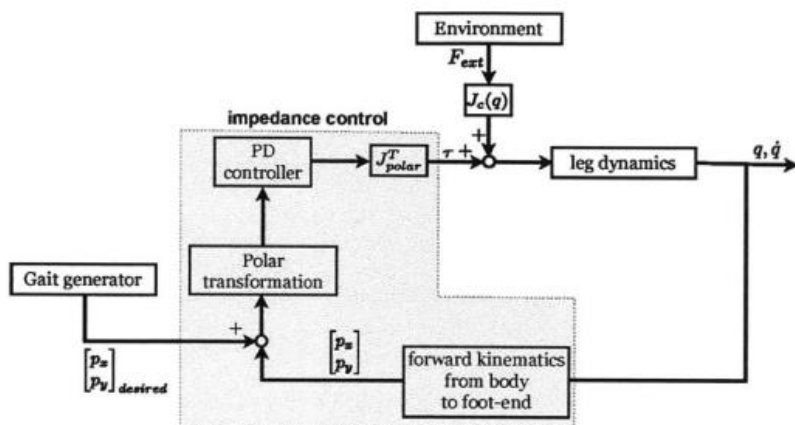 Environment
F_ext
J_c(q)
impedance control
PD
controller
J^T_polar
τ +
+
leg dynamics
q, q̇
Polar
transformation
Gait generator
+
[p_x
p_y]
[p_x
p_y]_desired
forward kinematics
from body
to foot-end